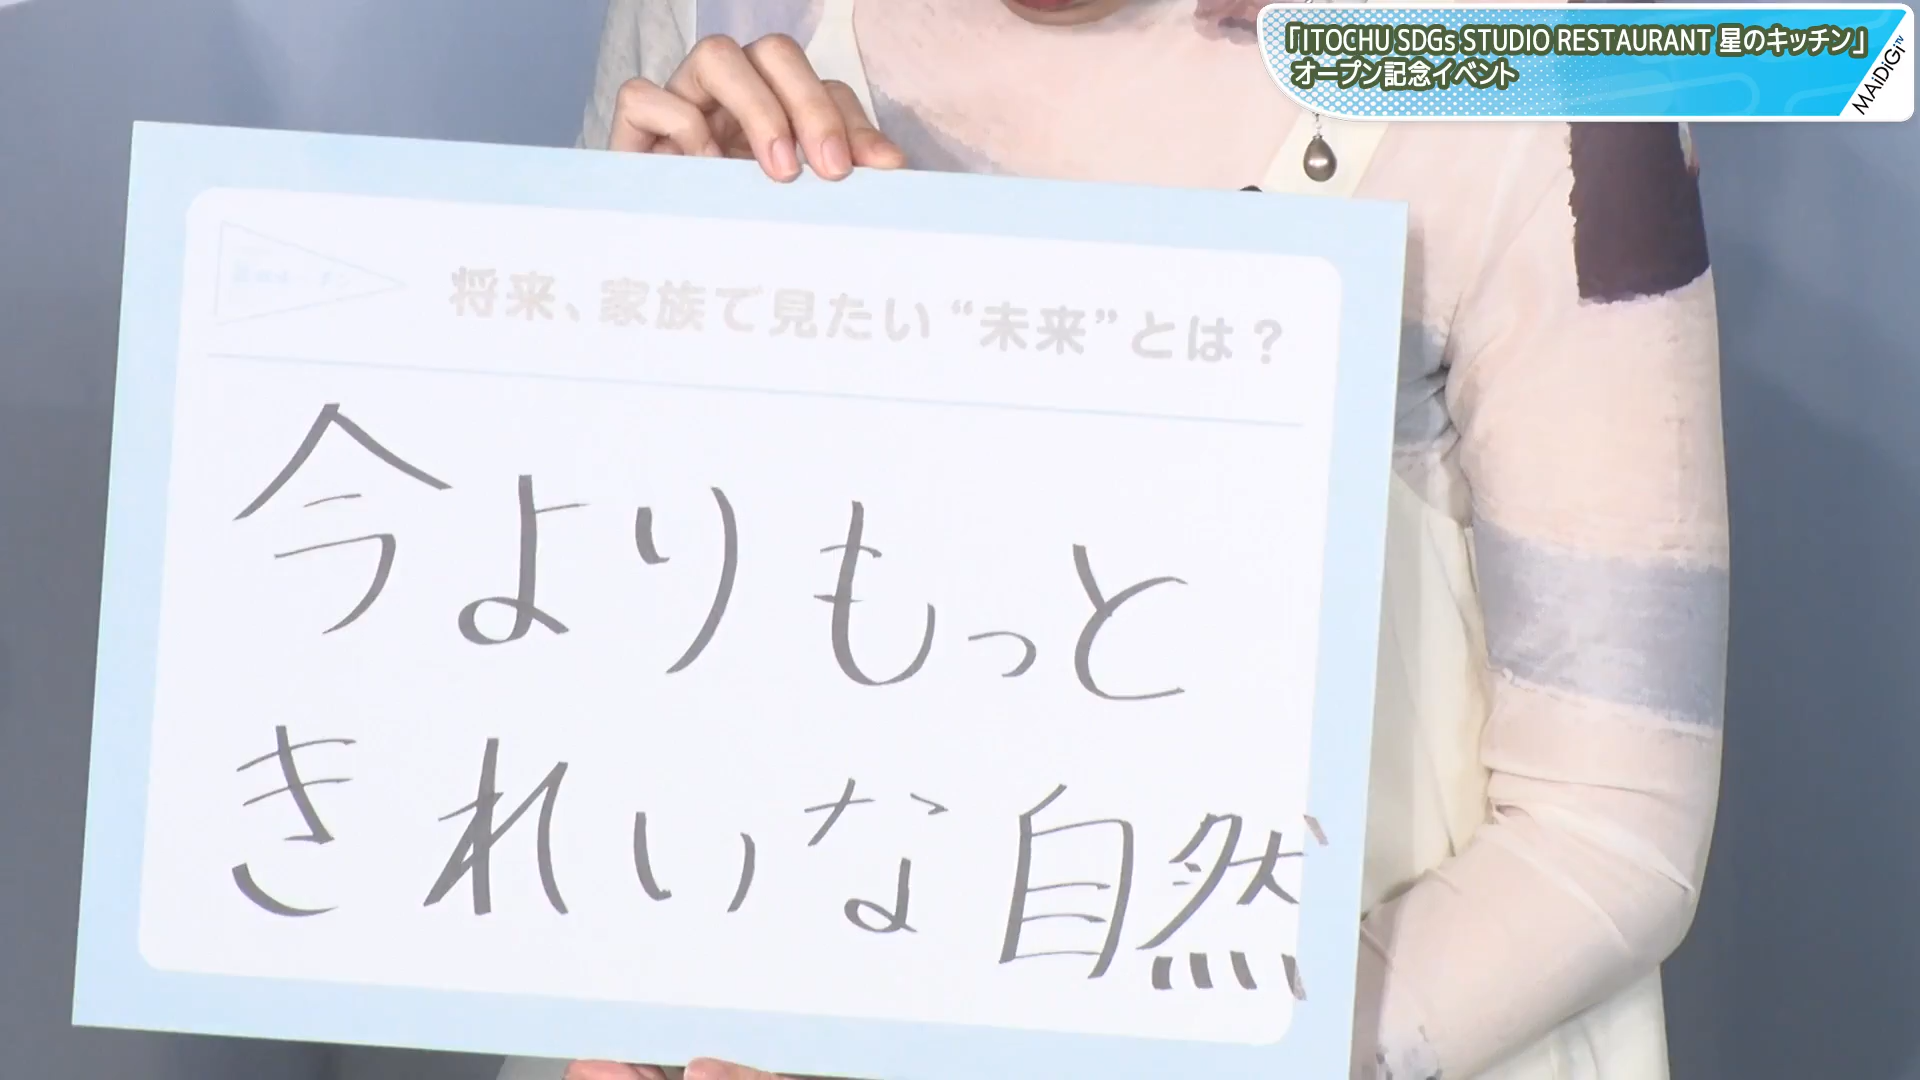 「ITOCHU SDGs STUDIO RESTAURANT 星のキッチン」
オープン記念イベント
MAiDiGiTV
将来、家族で見たい“未来”とは？
今よりもっと
きれいな自然